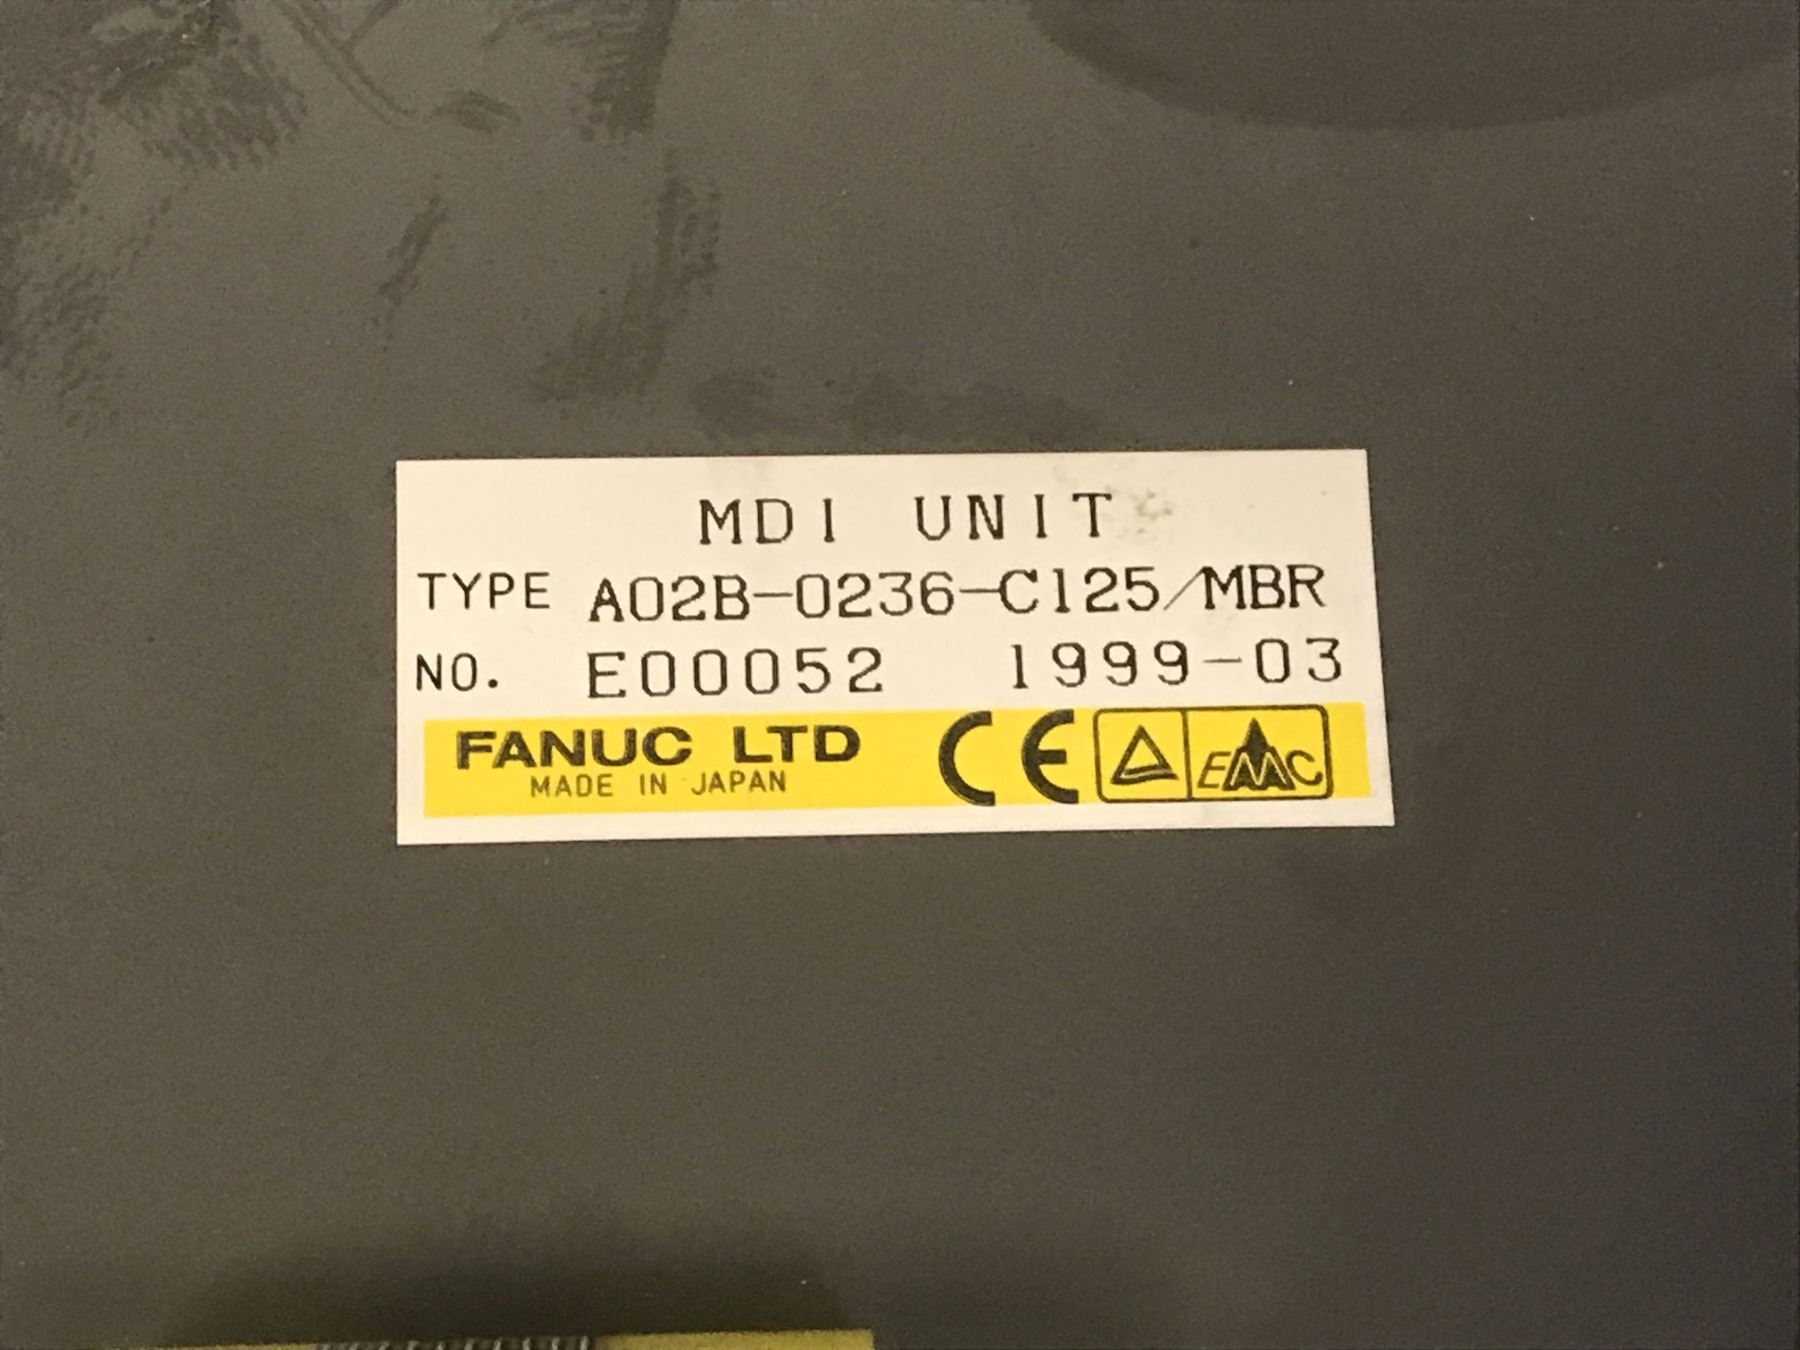 MDI UNIT
TYPE A02B-0236-C125/MBR
NO. E00052 1999-03
FANUC LTD CE EMC
MADE IN JAPAN